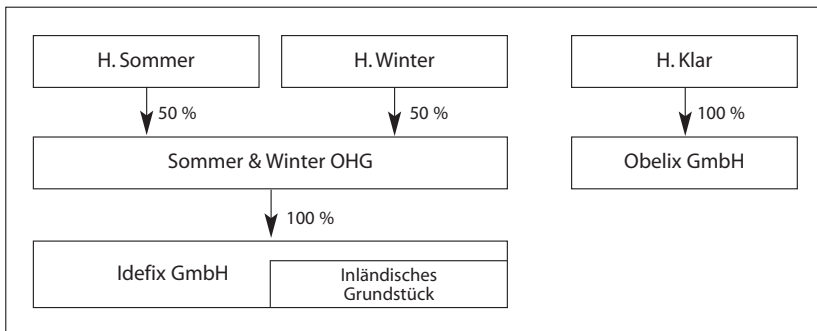 H. Sommer
H. Winter
H. Klar
50 %
50 %
100 %
Sommer & Winter OHG
Obelix GmbH
100 %
Idefix GmbH
Inländisches
Grundstück